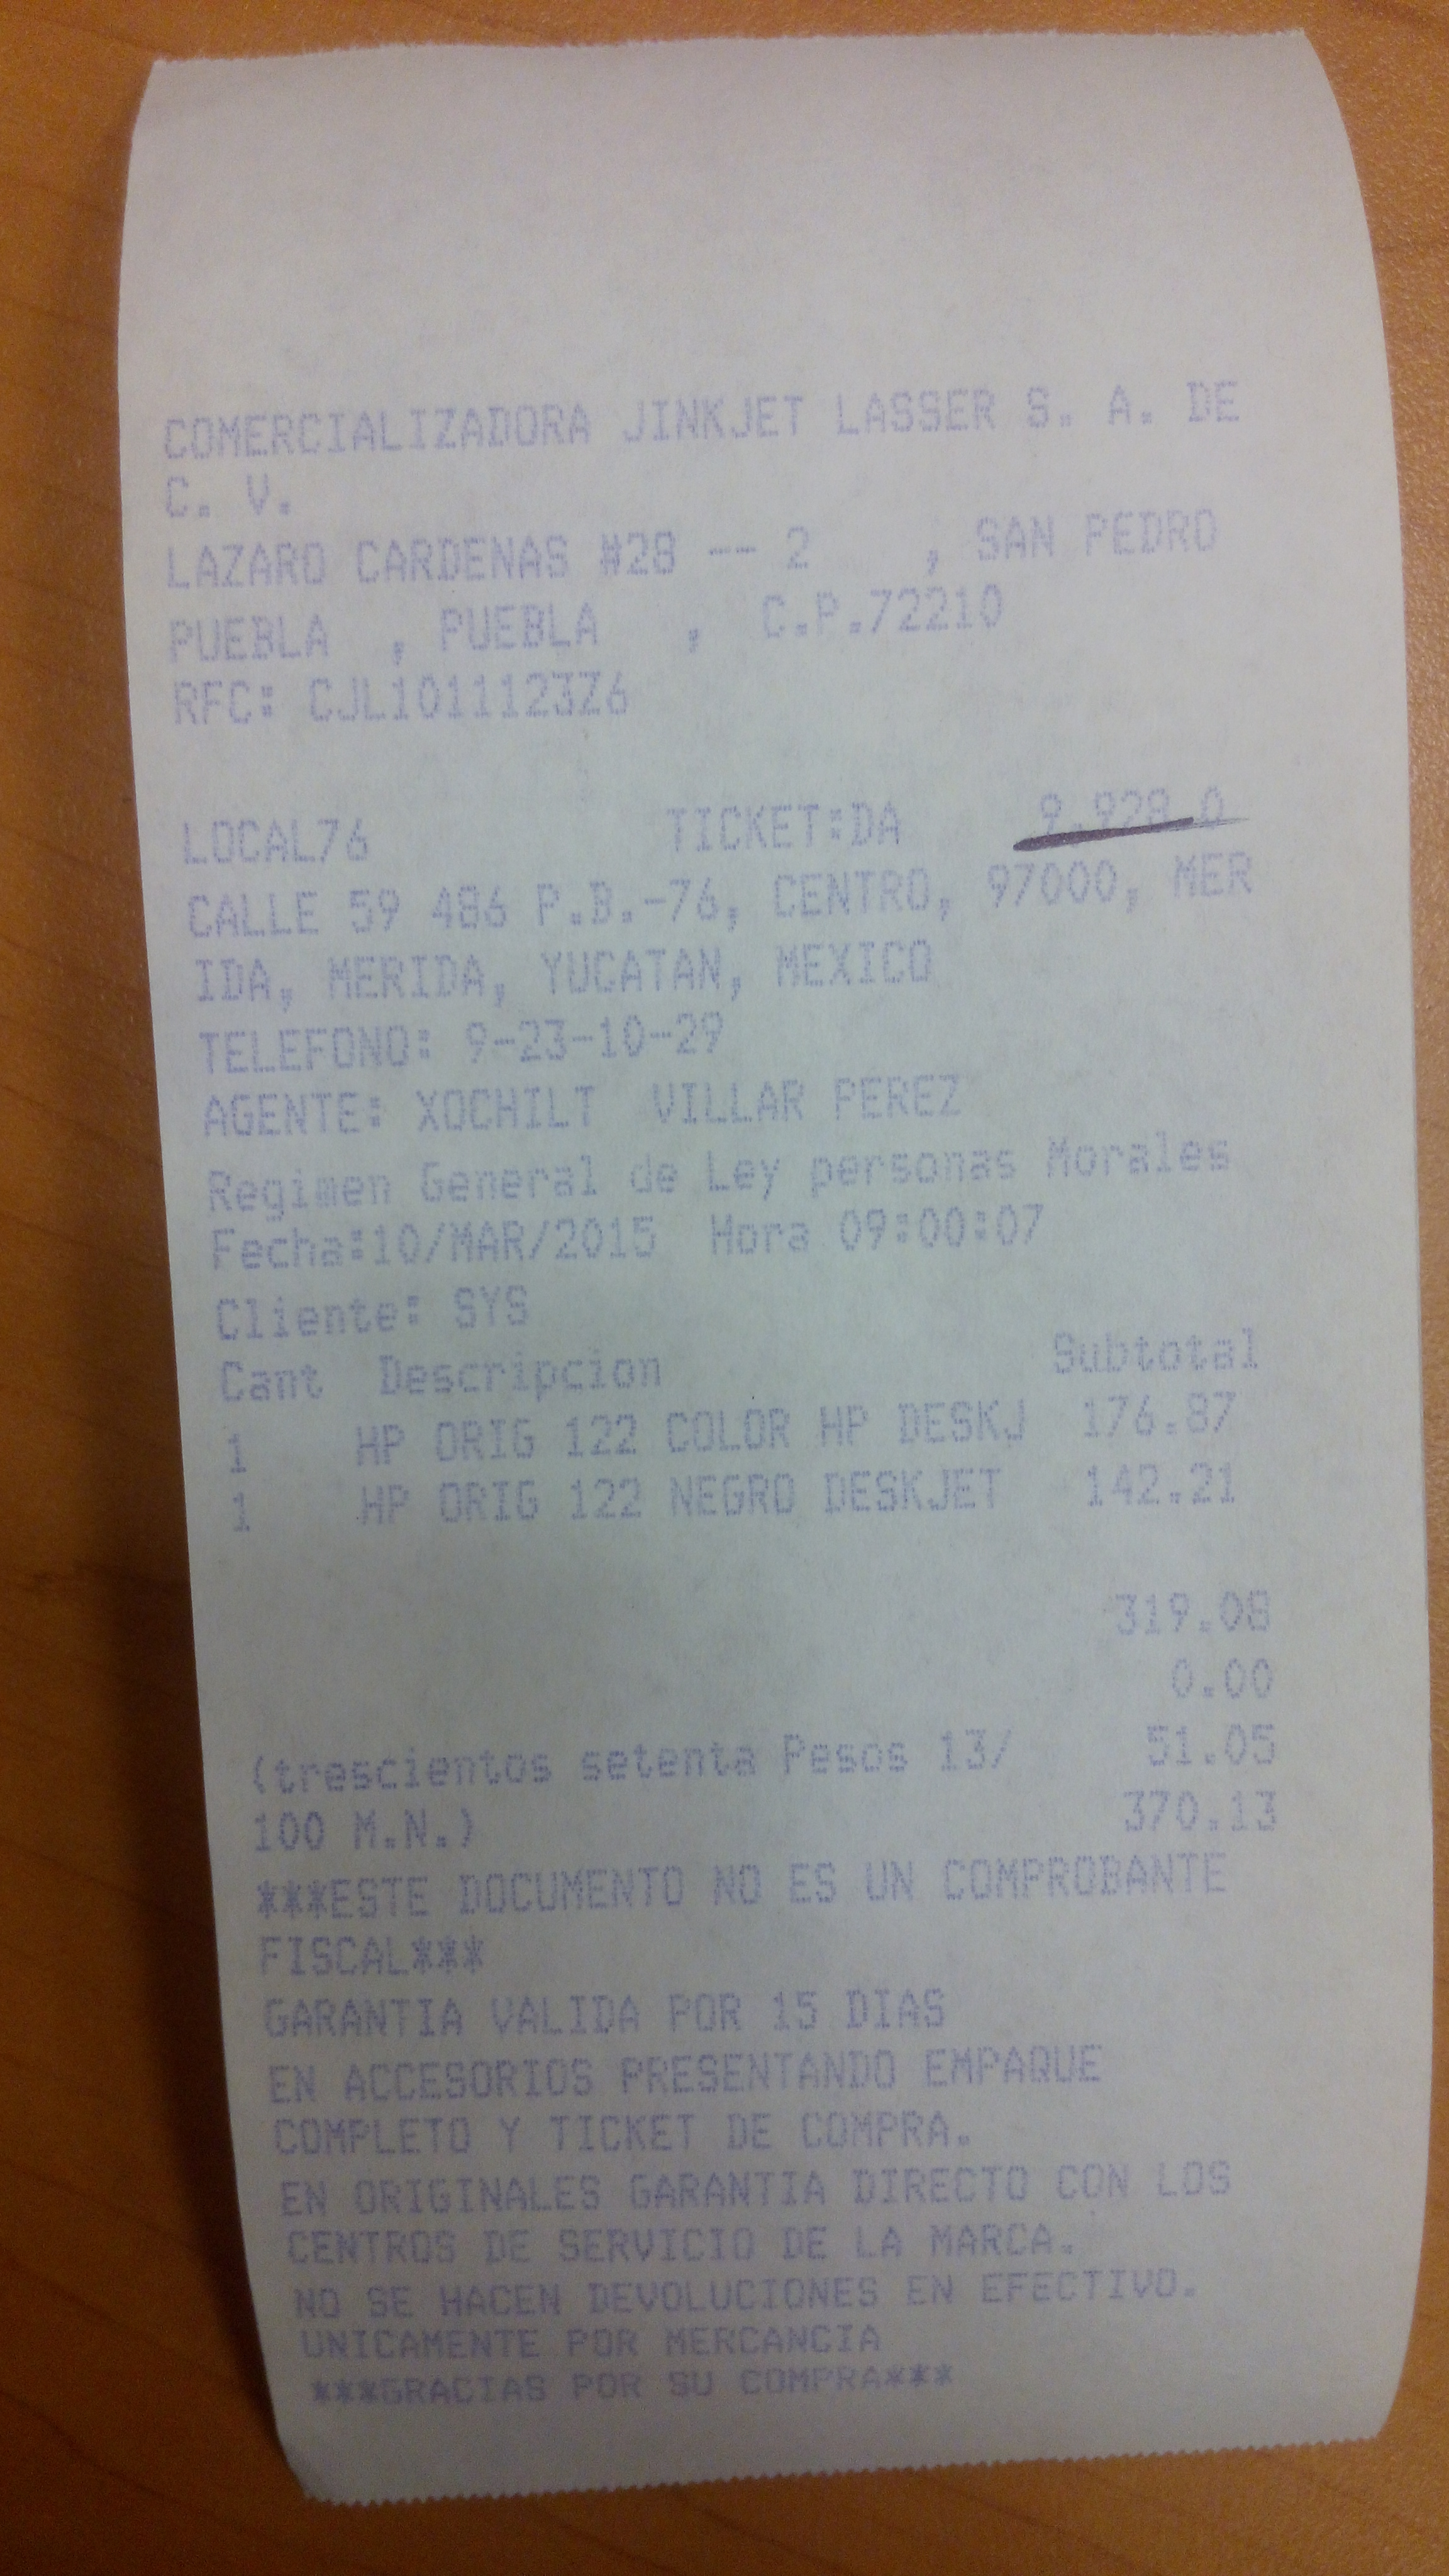 COMERCIALIZADORA JINKJET LASSER S. A. DE
C. V.
LAZARO CARDENAS #28 -- 2 , SAN PEDRO
PUEBLA , PUEBLA , C.P.72210
RFC: CJL1011123Z6
LOCAL76 TICKET:DA 9.928.0
CALLE 59 486 P.B.-76, CENTRO, 97000, MER
IDA, MERIDA, YUCATAN, MEXICO
TELEFONO: 9-23-10-29
AGENTE: XOCHILT VILLAR PEREZ
Regimen General de Ley personas Morales
Fecha:10/MAR/2015 Hora 09:00:07
Cliente: SYS
Cant Descripcion Subtotal
1 HP ORIG 122 COLOR HP DESKJ 176.87
1 HP ORIG 122 NEGRO DESKJET 142.21
319.08
0.00
(trescientos setenta Pesos 13/ 51.05
100 M.N.) 370.13
***ESTE DOCUMENTO NO ES UN COMPROBANTE
FISCAL***
GARANTIA VALIDA POR 15 DIAS
EN ACCESORIOS PRESENTANDO EMPAQUE
COMPLETO Y TICKET DE COMPRA.
EN ORIGINALES GARANTIA DIRECTO CON LOS
CENTROS DE SERVICIO DE LA MARCA.
NO SE HACEN DEVOLUCIONES EN EFECTIVO.
UNICAMENTE POR MERCANCIA
***GRACIAS POR SU COMPRA***